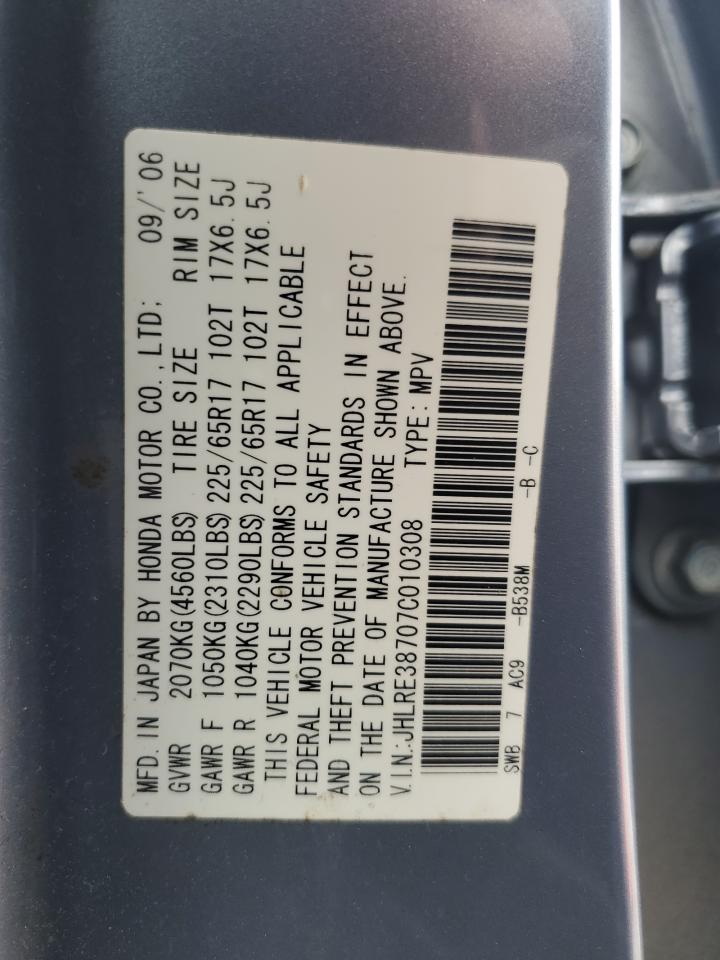 MFD. IN JAPAN BY HONDA MOTOR CO.,LTD; 09/'06
GVWR 2070KG(4560LBS) TIRE SIZE RIM SIZE
GAWR F 1050KG(2310LBS) 225/65R17 102T 17X6.5J
GAWR R 1040KG(2290LBS) 225/65R17 102T 17X6.5J
THIS VEHICLE CONFORMS TO ALL APPLICABLE
FEDERAL MOTOR VEHICLE SAFETY
AND THEFT PREVENTION STANDARDS IN EFFECT
ON THE DATE OF MANUFACTURE SHOWN ABOVE.
V.I.N.:JHLRE38707C010308 TYPE: MPV
SWB 7 AC9 -B538M -B -C